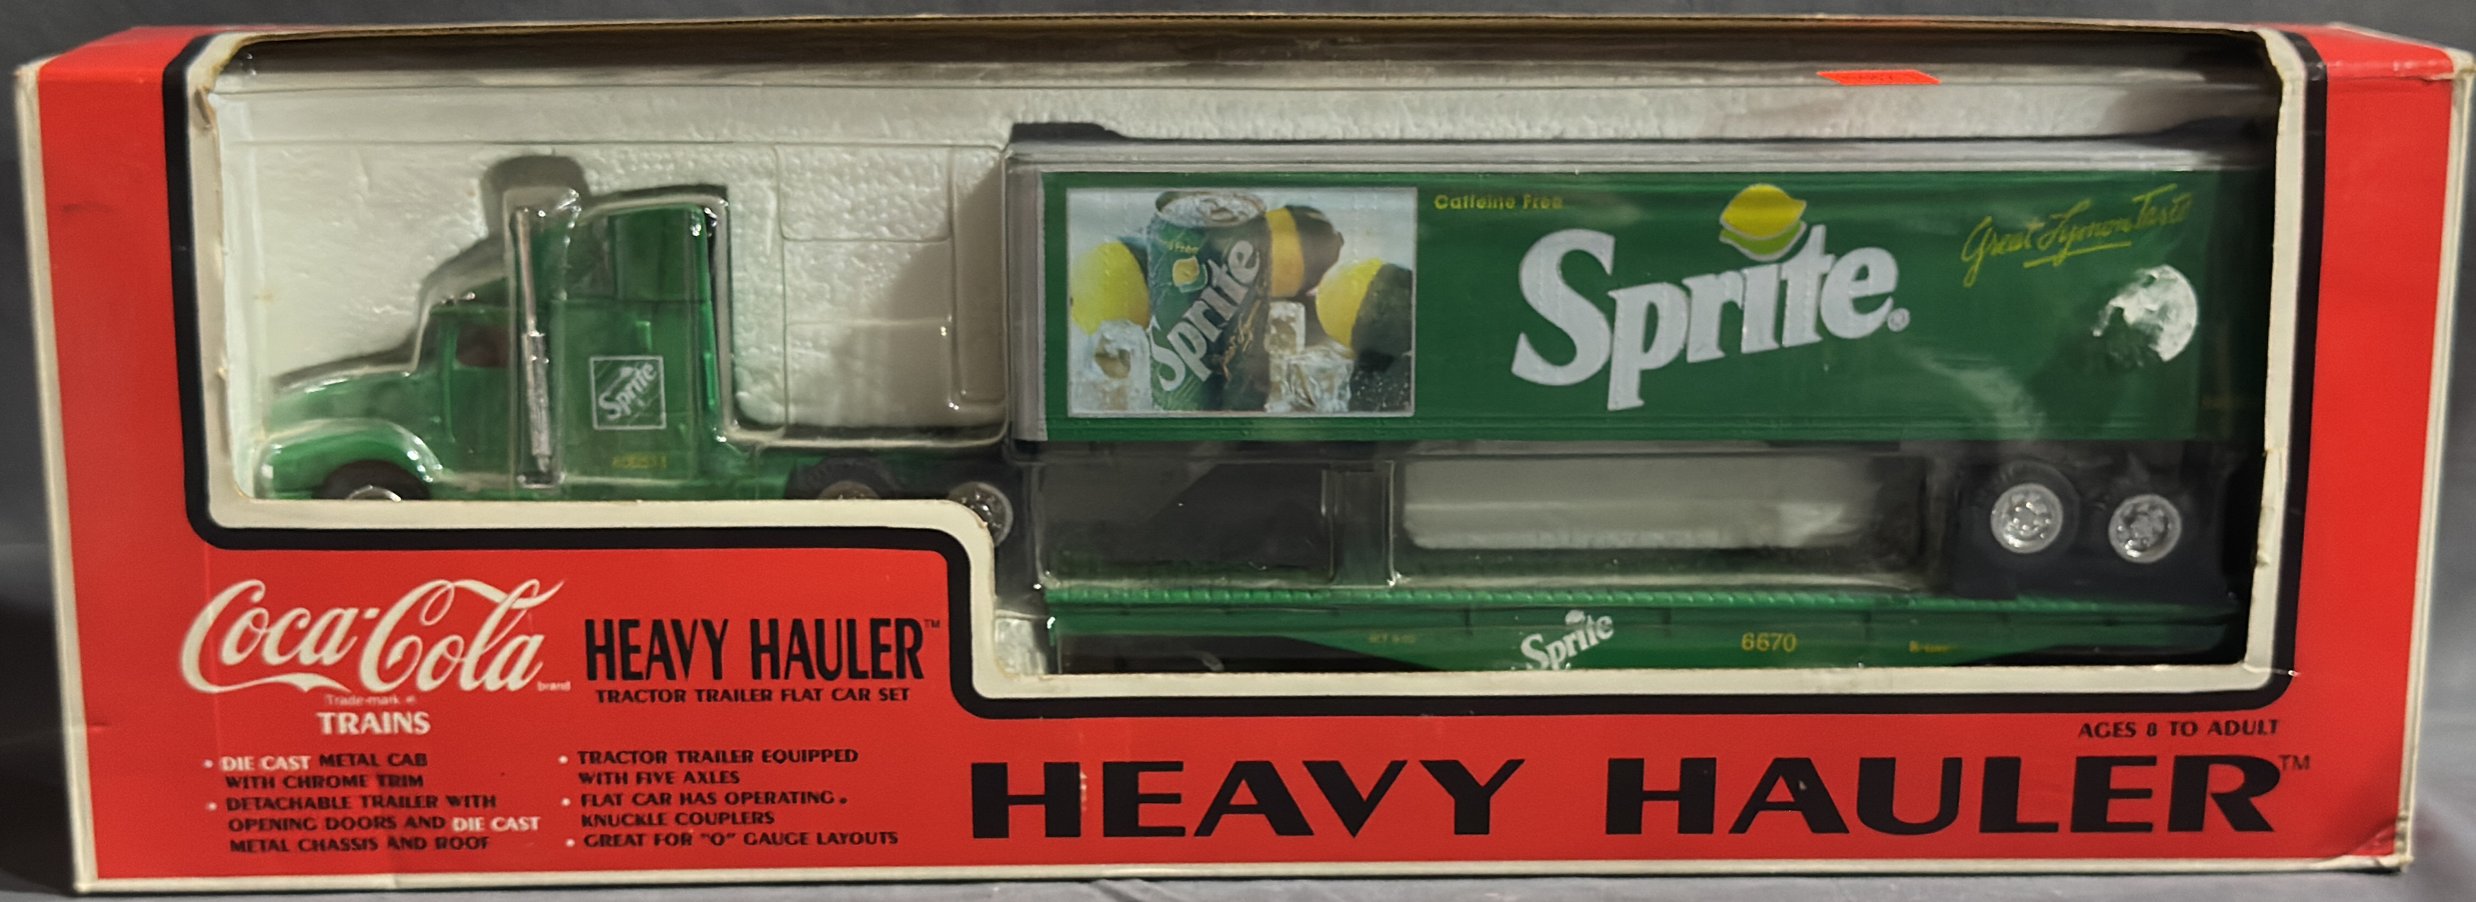 Caffeine Free
Sprite®
Great Lymon Taste
Sprite
Sprite
Sprite
6670
Coca-Cola
brand
Trade-mark ®
TRAINS
HEAVY HAULER™
TRACTOR TRAILER FLAT CAR SET
• DIE CAST METAL CAB
WITH CHROME TRIM
• DETACHABLE TRAILER WITH
OPENING DOORS AND DIE CAST
METAL CHASSIS AND ROOF
• TRACTOR TRAILER EQUIPPED
WITH FIVE AXLES
• FLAT CAR HAS OPERATING
KNUCKLE COUPLERS
• GREAT FOR "O" GAUGE LAYOUTS
AGES 8 TO ADULT
HEAVY HAULER™